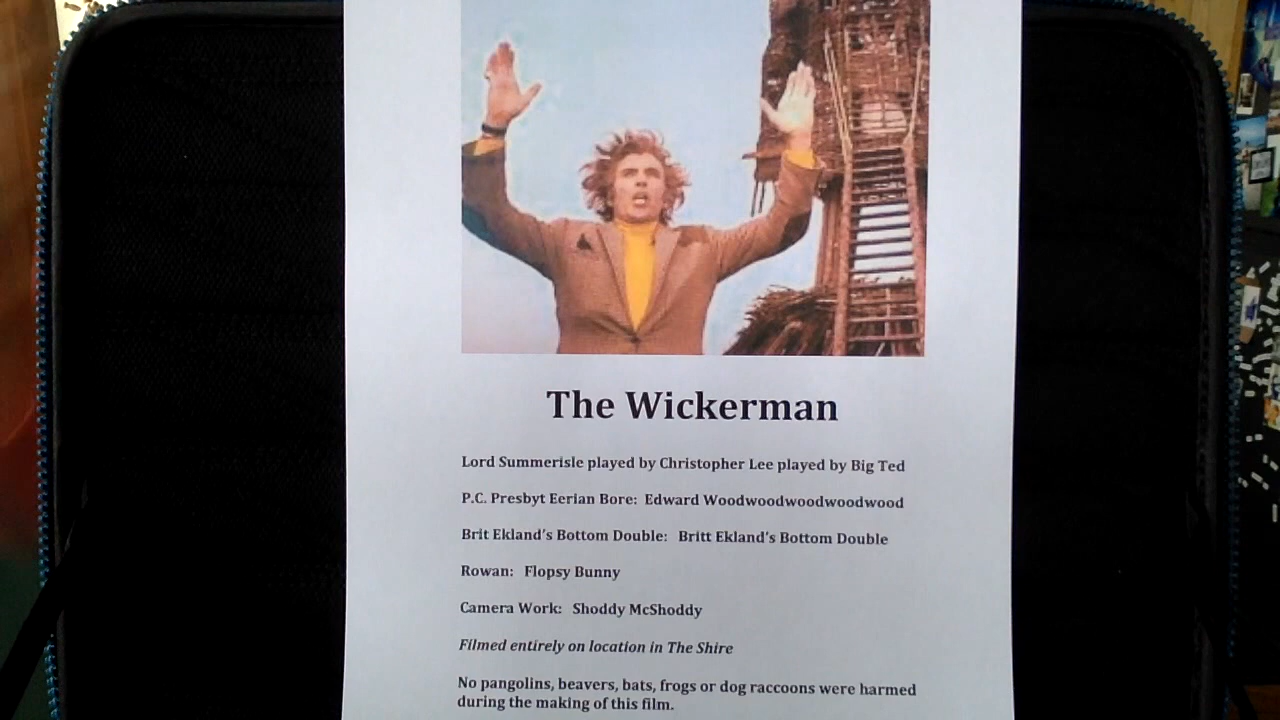 The Wickerman
Lord Summerisle played by Christopher Lee played by Big Ted
P.C. Presbyt Eerian Bore: Edward Woodwoodwoodwoodwood
Brit Ekland's Bottom Double: Britt Ekland's Bottom Double
Rowan: Flopsy Bunny
Camera Work: Shoddy McShoddy
Filmed entirely on location in The Shire
No pangolins, beavers, bats, frogs or dog raccoons were harmed
during the making of this film.